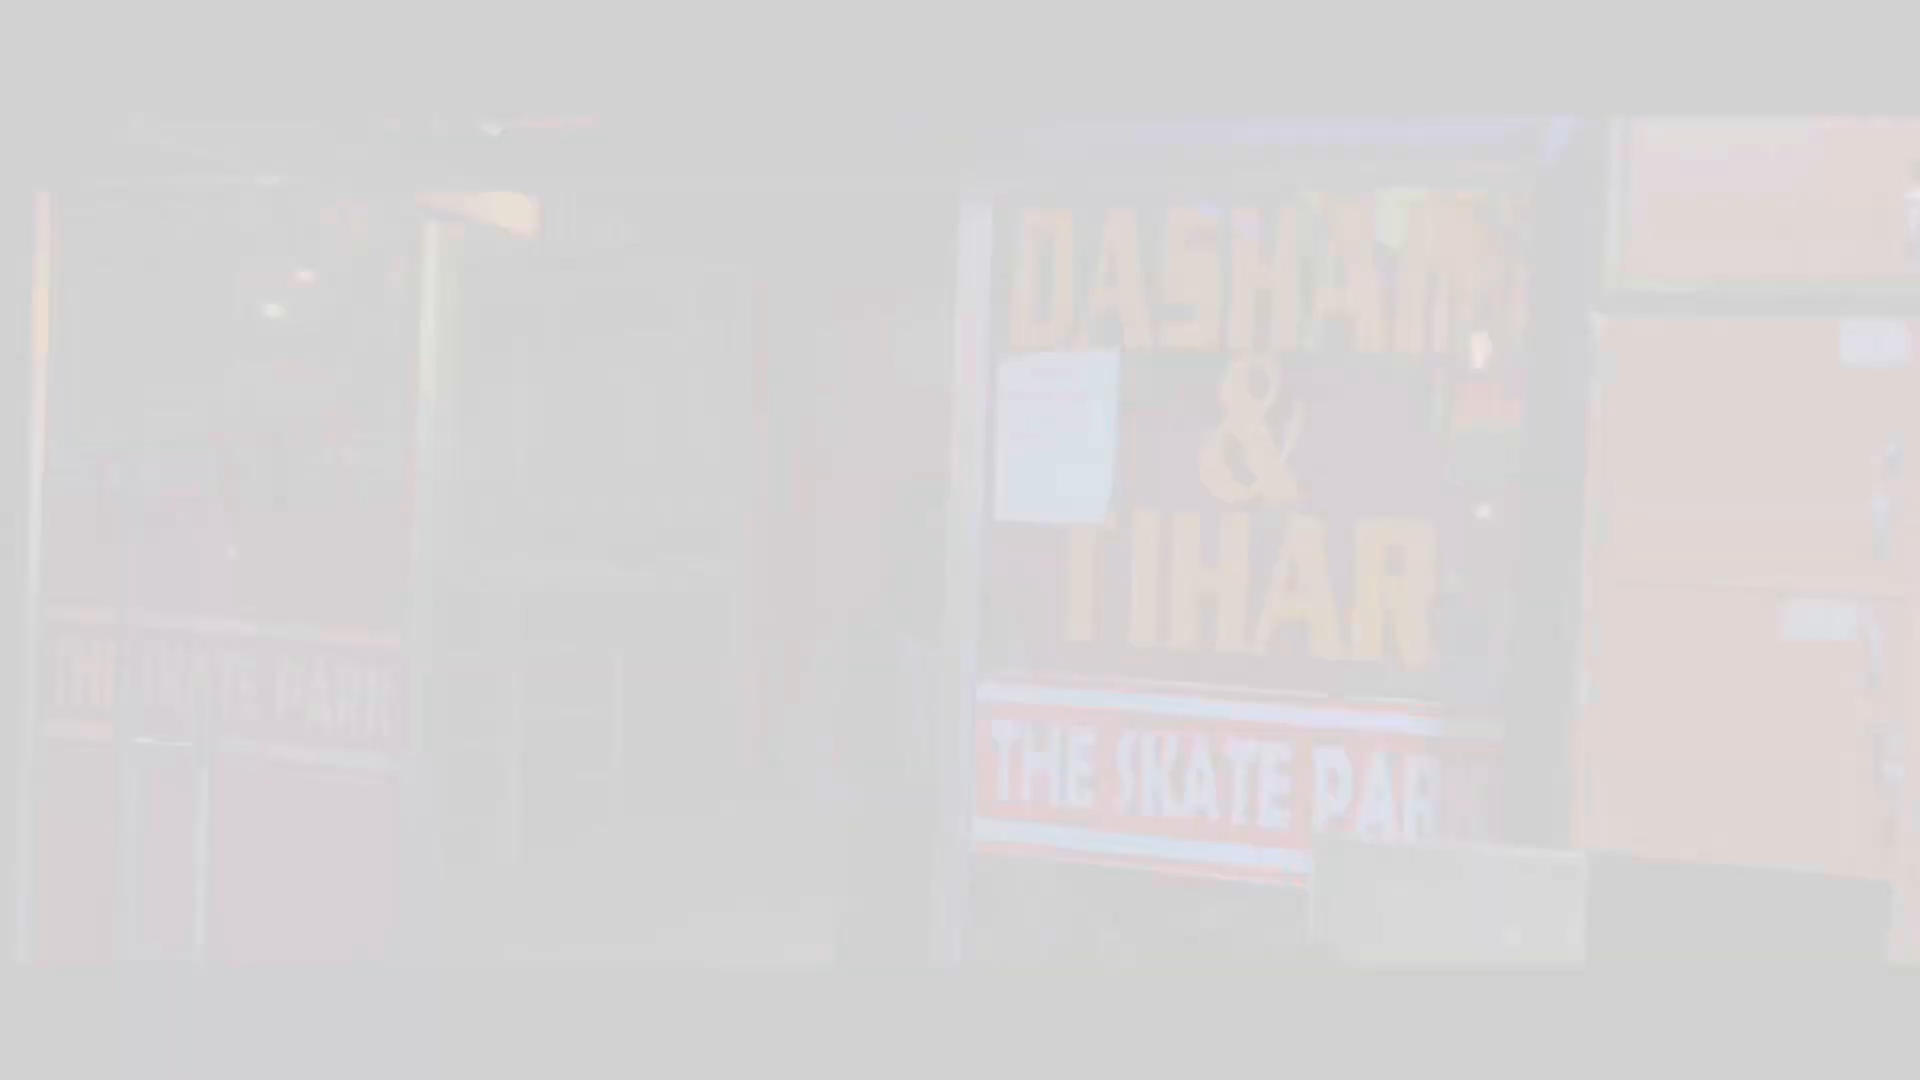 DASHAIN
&
TIHAR
THE SKATE PARK
THE SKATE PARK